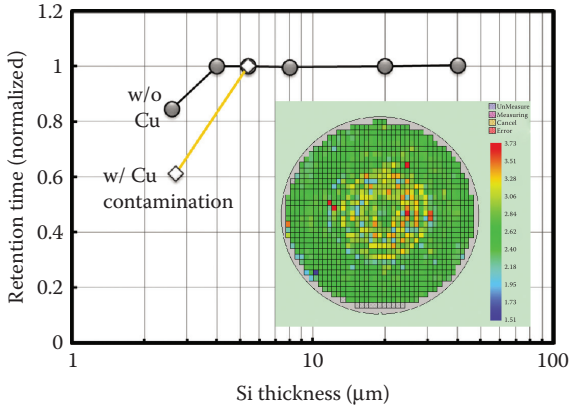 1.2
1
0.8
0.6
0.4
0.2
0
Retention time (normalized)
w/o
Cu
w/ Cu
contamination
UnMeasure
Measuring
Cancel
Error
3.73
3.51
3.28
3.06
2.84
2.62
2.40
2.18
1.95
1.73
1.51
1
10
100
Si thickness (μm)